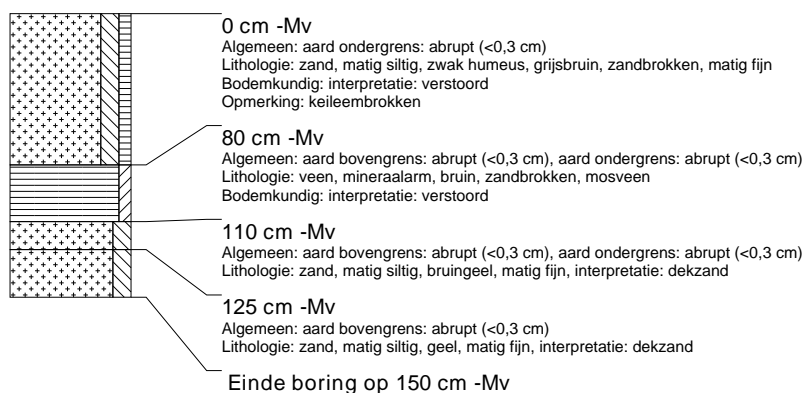 0 cm -Mv
Algemeen: aard ondergrens: abrupt (<0,3 cm)
Lithologie: zand, matig siltig, zwak humeus, grijsbruin, zandbrokken, matig fijn
Bodemkundig: interpretatie: verstoord
Opmerking: keileembrokken
80 cm -Mv
Algemeen: aard bovengrens: abrupt (<0,3 cm), aard ondergrens: abrupt (<0,3 cm)
Lithologie: veen, mineraalarm, bruin, zandbrokken, mosveen
Bodemkundig: interpretatie: verstoord
110 cm -Mv
Algemeen: aard bovengrens: abrupt (<0,3 cm), aard ondergrens: abrupt (<0,3 cm)
Lithologie: zand, matig siltig, bruingeel, matig fijn, interpretatie: dekzand
125 cm -Mv
Algemeen: aard bovengrens: abrupt (<0,3 cm)
Lithologie: zand, matig siltig, geel, matig fijn, interpretatie: dekzand
Einde boring op 150 cm -Mv